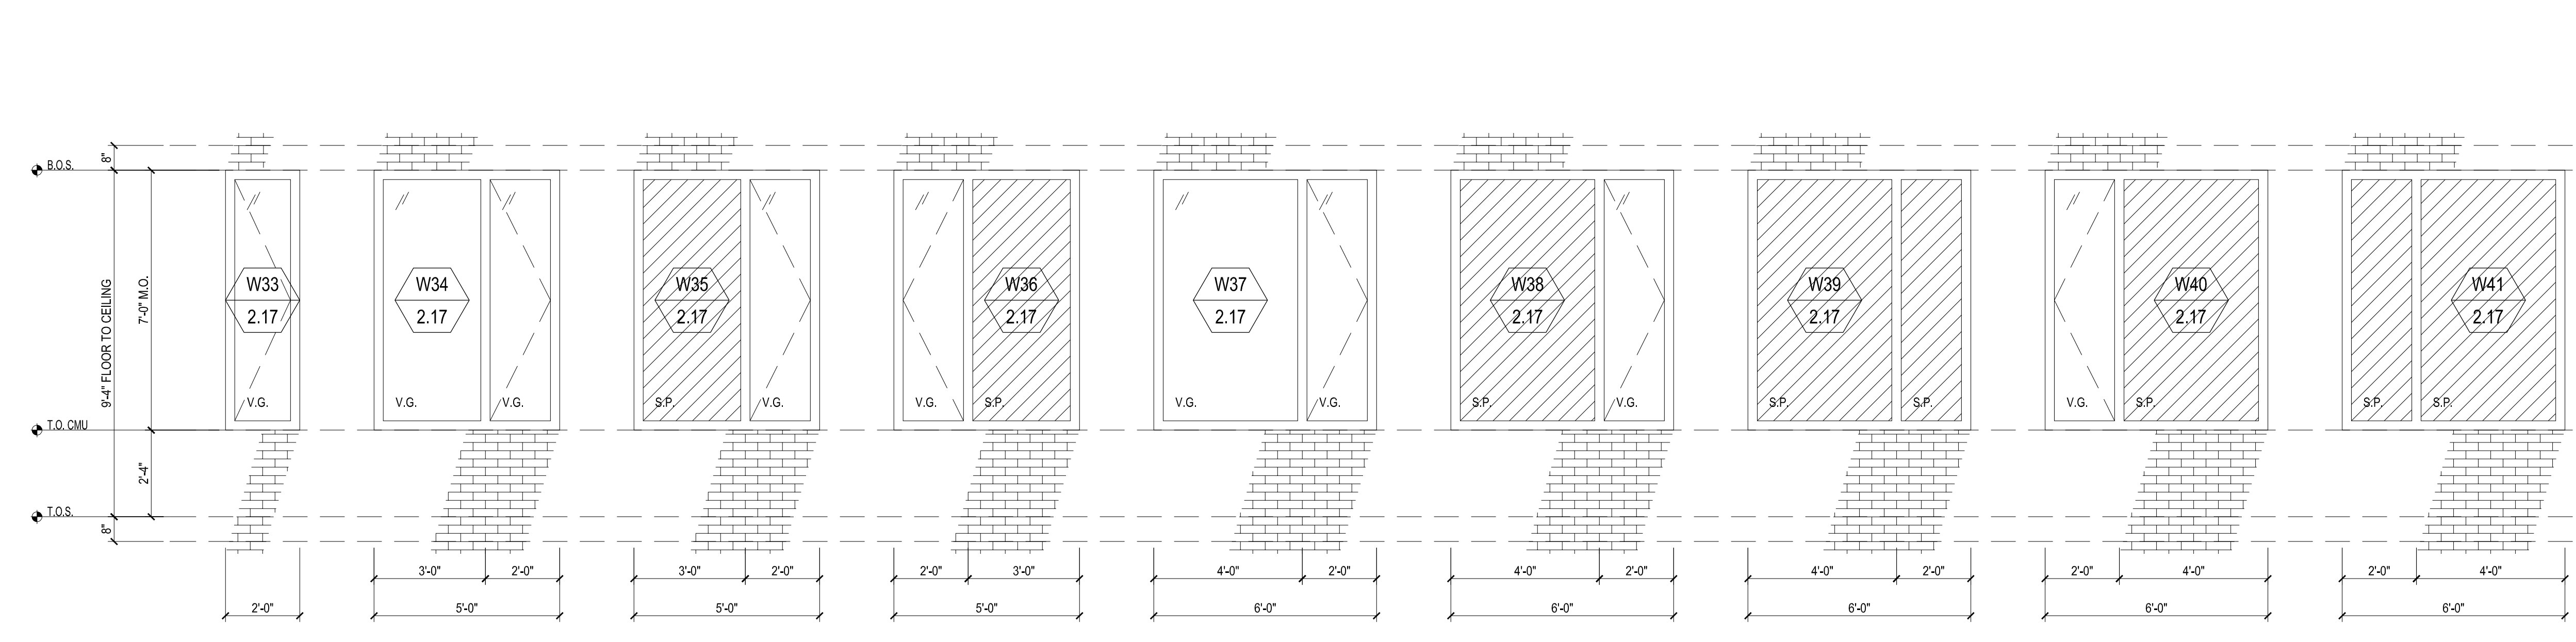 8"
B.O.S.
9'-4" FLOOR TO CEILING
7'-0" M.O.
T.O. CMU
2'-4"
T.O.S.
8"
W33
2.17
V.G.
2'-0"
W34
2.17
V.G.
V.G.
3'-0"
2'-0"
5'-0"
W35
2.17
S.P.
V.G.
3'-0"
2'-0"
5'-0"
W36
2.17
V.G.
S.P.
2'-0"
3'-0"
5'-0"
W37
2.17
V.G.
V.G.
4'-0"
2'-0"
6'-0"
W38
2.17
S.P.
V.G.
4'-0"
2'-0"
6'-0"
W39
2.17
S.P.
S.P.
4'-0"
2'-0"
6'-0"
W40
2.17
V.G.
S.P.
2'-0"
4'-0"
6'-0"
W41
2.17
S.P.
S.P.
2'-0"
4'-0"
6'-0"